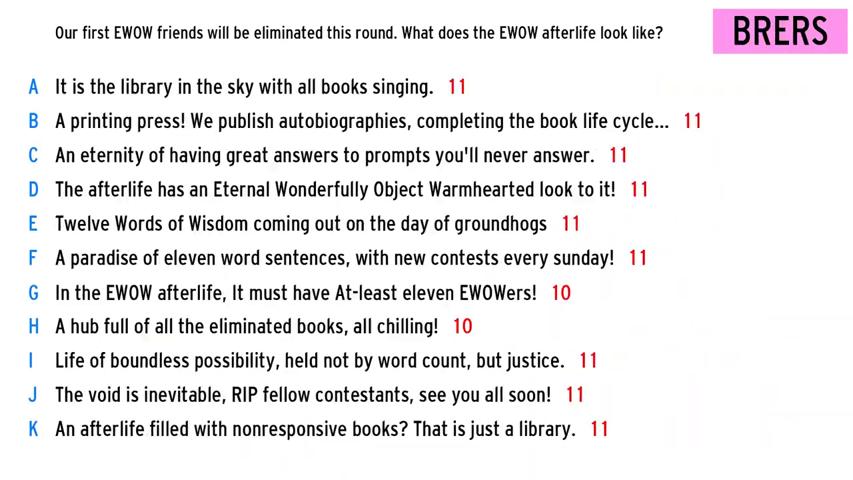 Our first EWOW friends will be eliminated this round. What does the EWOW afterlife look like?
BRERS
A It is the library in the sky with all books singing. 11
B A printing press! We publish autobiographies, completing the book life cycle... 11
C An eternity of having great answers to prompts you'll never answer. 11
D The afterlife has an Eternal Wonderfully Object Warmhearted look to it! 11
E Twelve Words of Wisdom coming out on the day of groundhogs 11
F A paradise of eleven word sentences, with new contests every sunday! 11
G In the EWOW afterlife, It must have At-least eleven EWOWers! 10
H A hub full of all the eliminated books, all chilling! 10
I Life of boundless possibility, held not by word count, but justice. 11
J The void is inevitable, RIP fellow contestants, see you all soon! 11
K An afterlife filled with nonresponsive books? That is just a library. 11